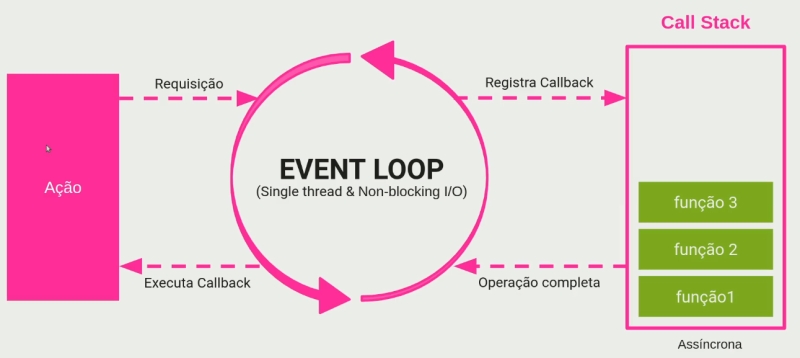 Call Stack
Requisição
Registra Callback
EVENT LOOP
(Single thread & Non-blocking I/O)
Ação
função 3
função 2
função1
Executa Callback
Operação completa
Assíncrona